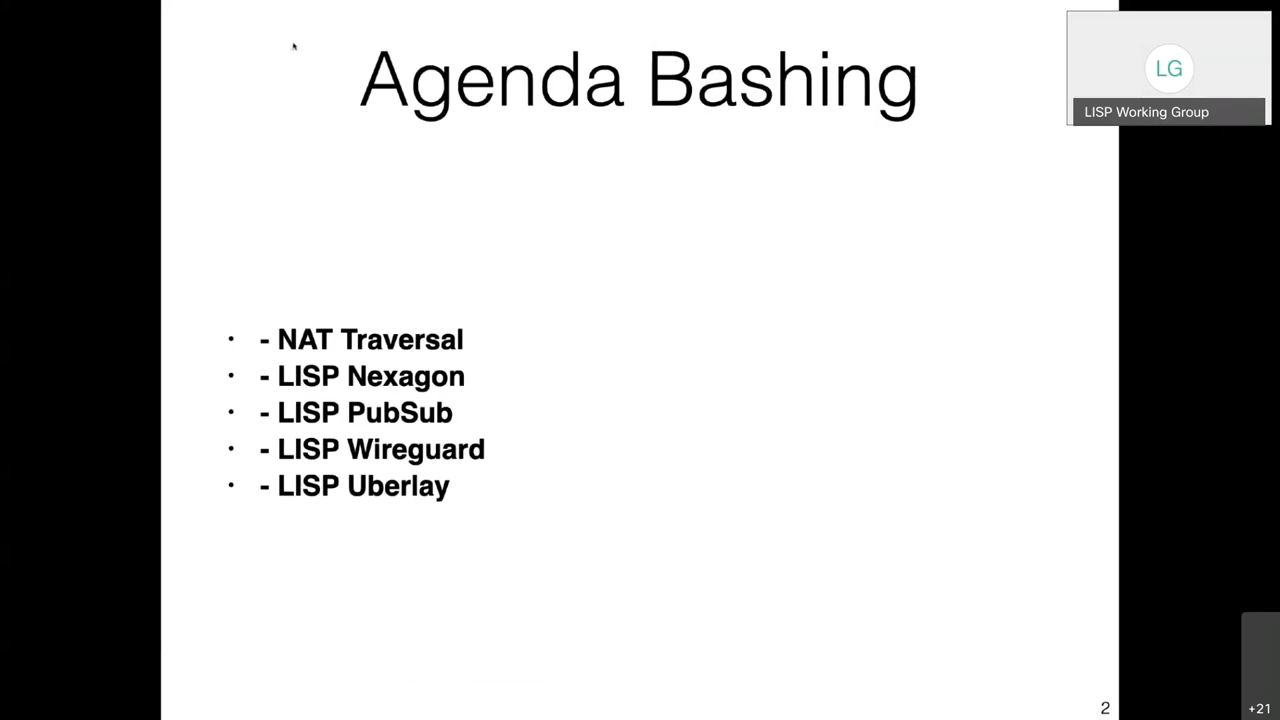 Agenda Bashing
LG
LISP Working Group
• - NAT Traversal
• - LISP Nexagon
• - LISP PubSub
• - LISP Wireguard
• - LISP Uberlay
2
+21